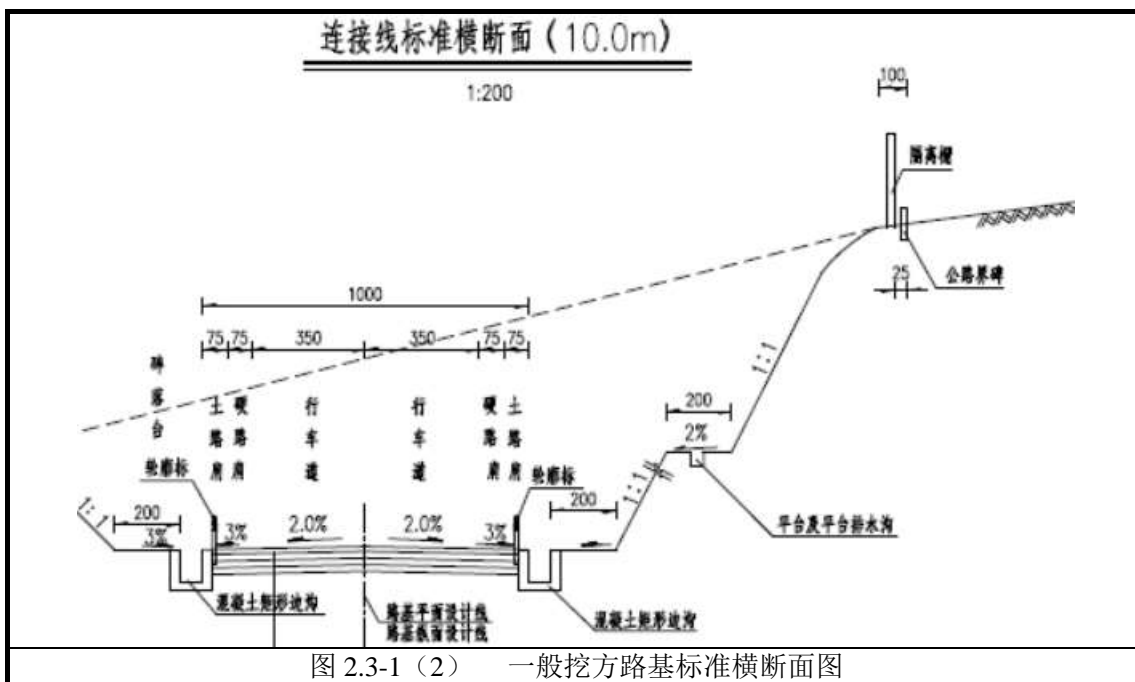 连接线标准横断面（10.0m）
1:200
100
隔离栅
公路界碑
25
1000
75 75 350 350 75 75
碎落台
土路肩
硬路肩
行车道
行车道
硬路肩
土路肩
1:1
200
2%
轮廓标
轮廓标
1:1
1:1
200
200
3%
3%
2.0%
2.0%
3%
平台及平台排水沟
混凝土矩形边沟
路基平面设计线
路基纵面设计线
混凝土矩形边沟
图 2.3-1（2） 一般挖方路基标准横断面图